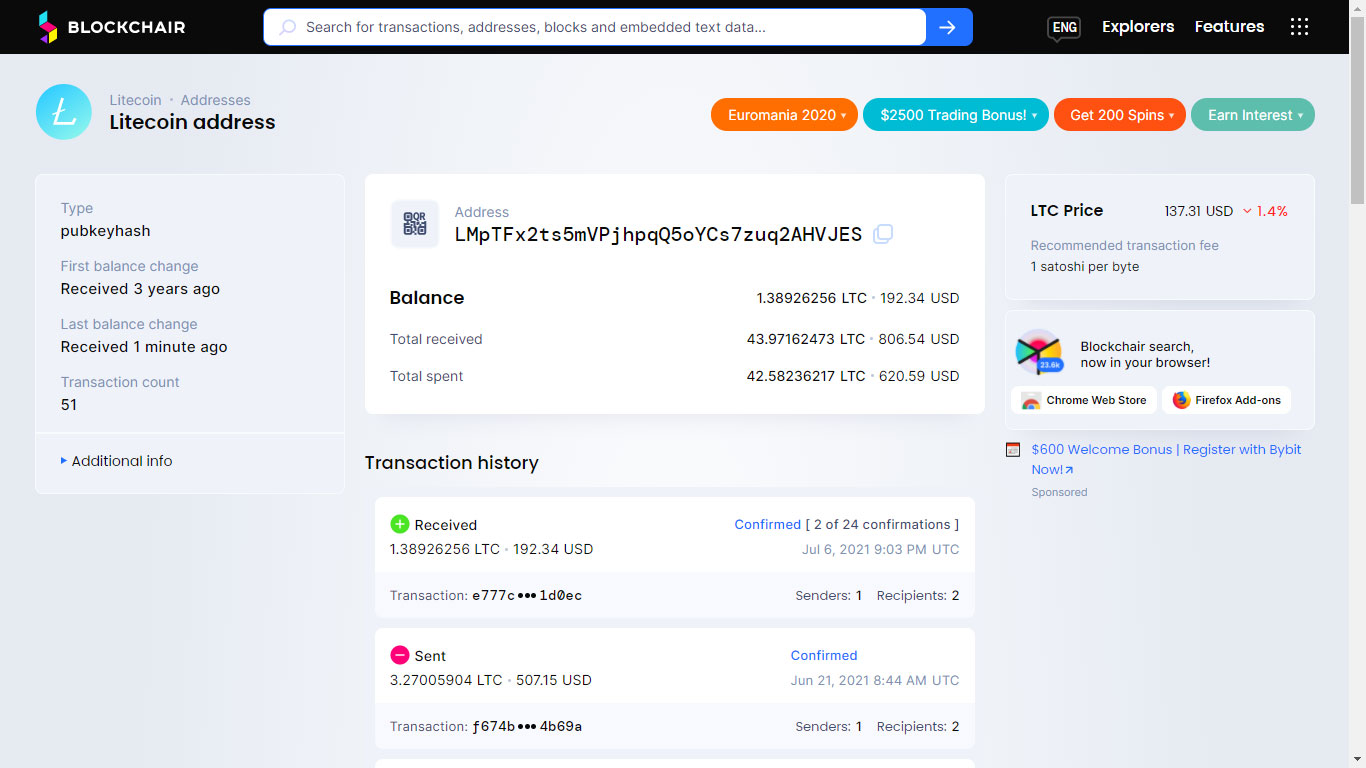 BLOCKCHAIR
Search for transactions, addresses, blocks and embedded text data...
ENG
Explorers
Features
Litecoin • Addresses
Litecoin address
Euromania 2020 ▾
$2500 Trading Bonus! ▾
Get 200 Spins ▾
Earn Interest ▾
Type
pubkeyhash
First balance change
Received 3 years ago
Last balance change
Received 1 minute ago
Transaction count
51
Additional info
QR
Address
LMpTFx2ts5mVPjhpqQ5oYCs7zuq2AHVJES
Balance 1.38926256 LTC • 192.34 USD
Total received 43.97162473 LTC • 806.54 USD
Total spent 42.58236217 LTC • 620.59 USD
Transaction history
Received Confirmed [ 2 of 24 confirmations ]
1.38926256 LTC • 192.34 USD Jul 6, 2021 9:03 PM UTC
Transaction: e777c•••1d0ec Senders: 1 Recipients: 2
Sent Confirmed
3.27005904 LTC • 507.15 USD Jun 21, 2021 8:44 AM UTC
Transaction: f674b•••4b69a Senders: 1 Recipients: 2
LTC Price 137.31 USD 1.4%
Recommended transaction fee
1 satoshi per byte
23.6k
Blockchair search,
now in your browser!
Chrome Web Store
Firefox Add-ons
$600 Welcome Bonus | Register with Bybit
Now!
Sponsored